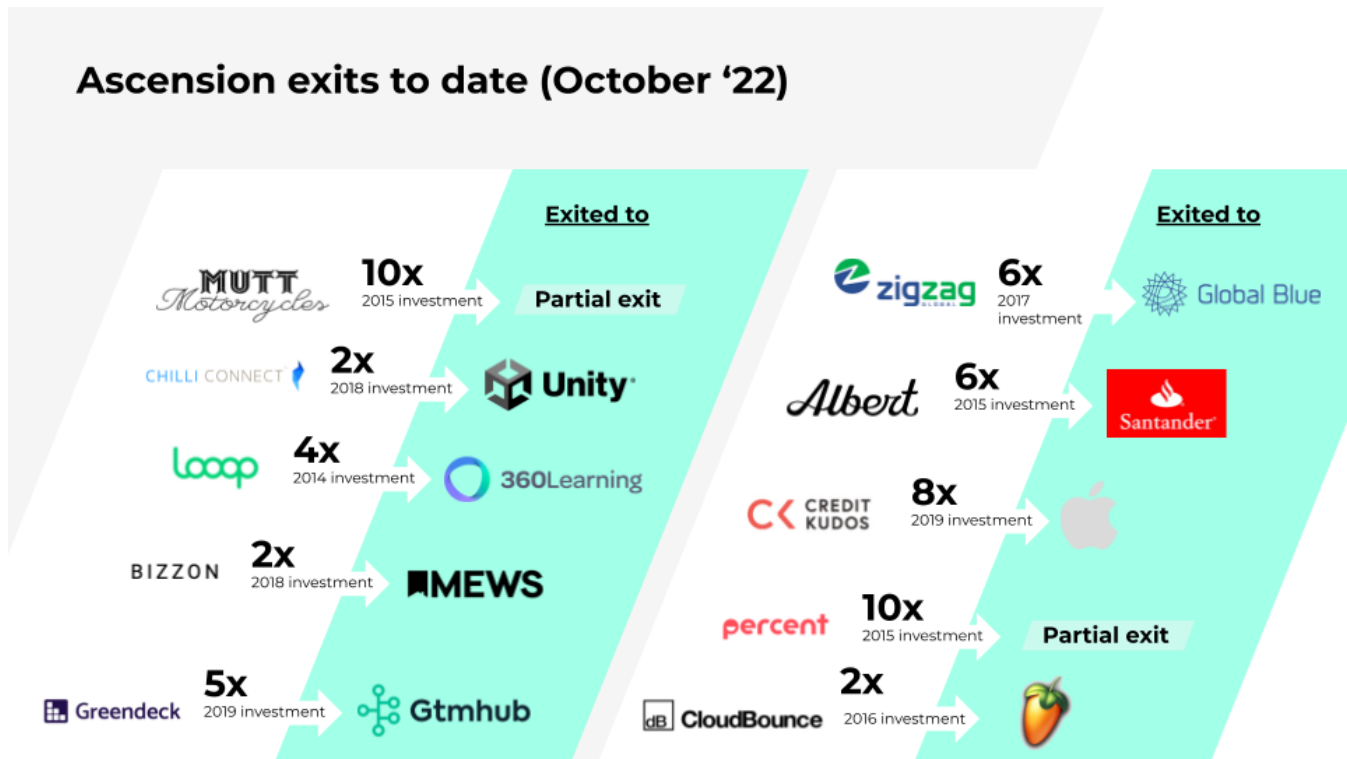 Ascension exits to date (October ‘22)
Exited to
MUTT
Motorcycles
10x
2015 investment
Partial exit
CHILLI CONNECT
2x
2018 investment
Unity
looop
4x
2014 investment
360Learning
BIZZON
2x
2018 investment
MEWS
Greendeck
5x
2019 investment
Gtmhub
Exited to
zigzag
GLOBAL
6x
2017
investment
Global Blue
Albert
6x
2015 investment
Santander
CK CREDIT
KUDOS
8x
2019 investment
percent
10x
2015 investment
Partial exit
dB CloudBounce
2x
2016 investment